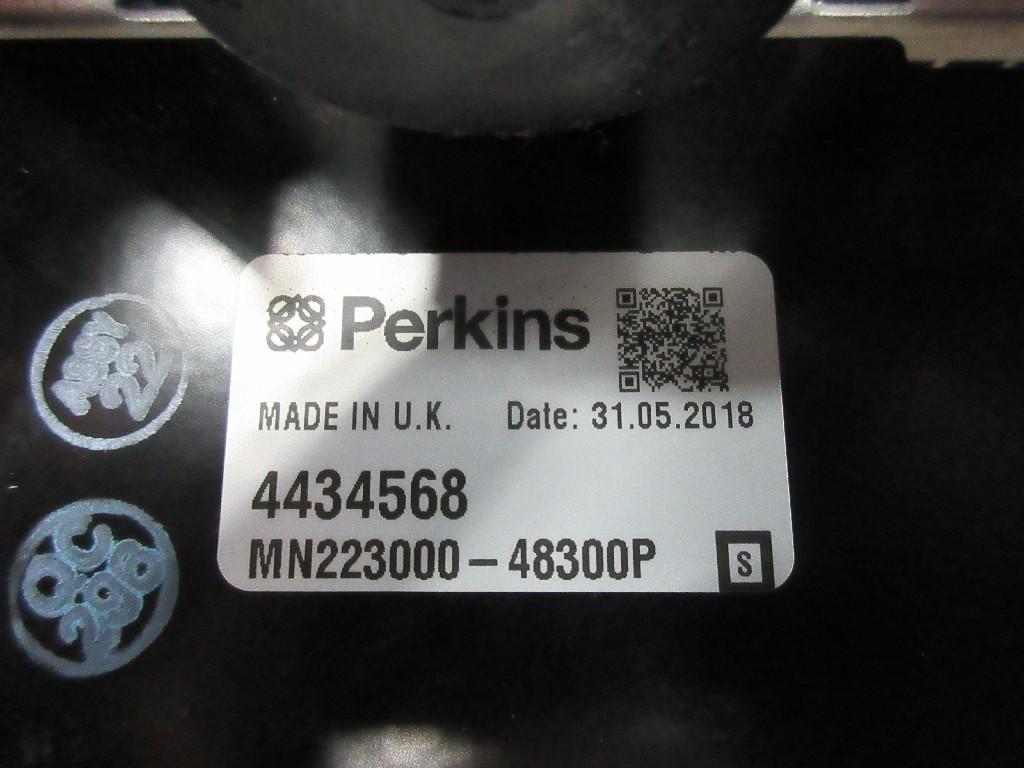 Perkins
MADE IN U.K. Date: 31.05.2018
4434568
MN223000-48300P
S